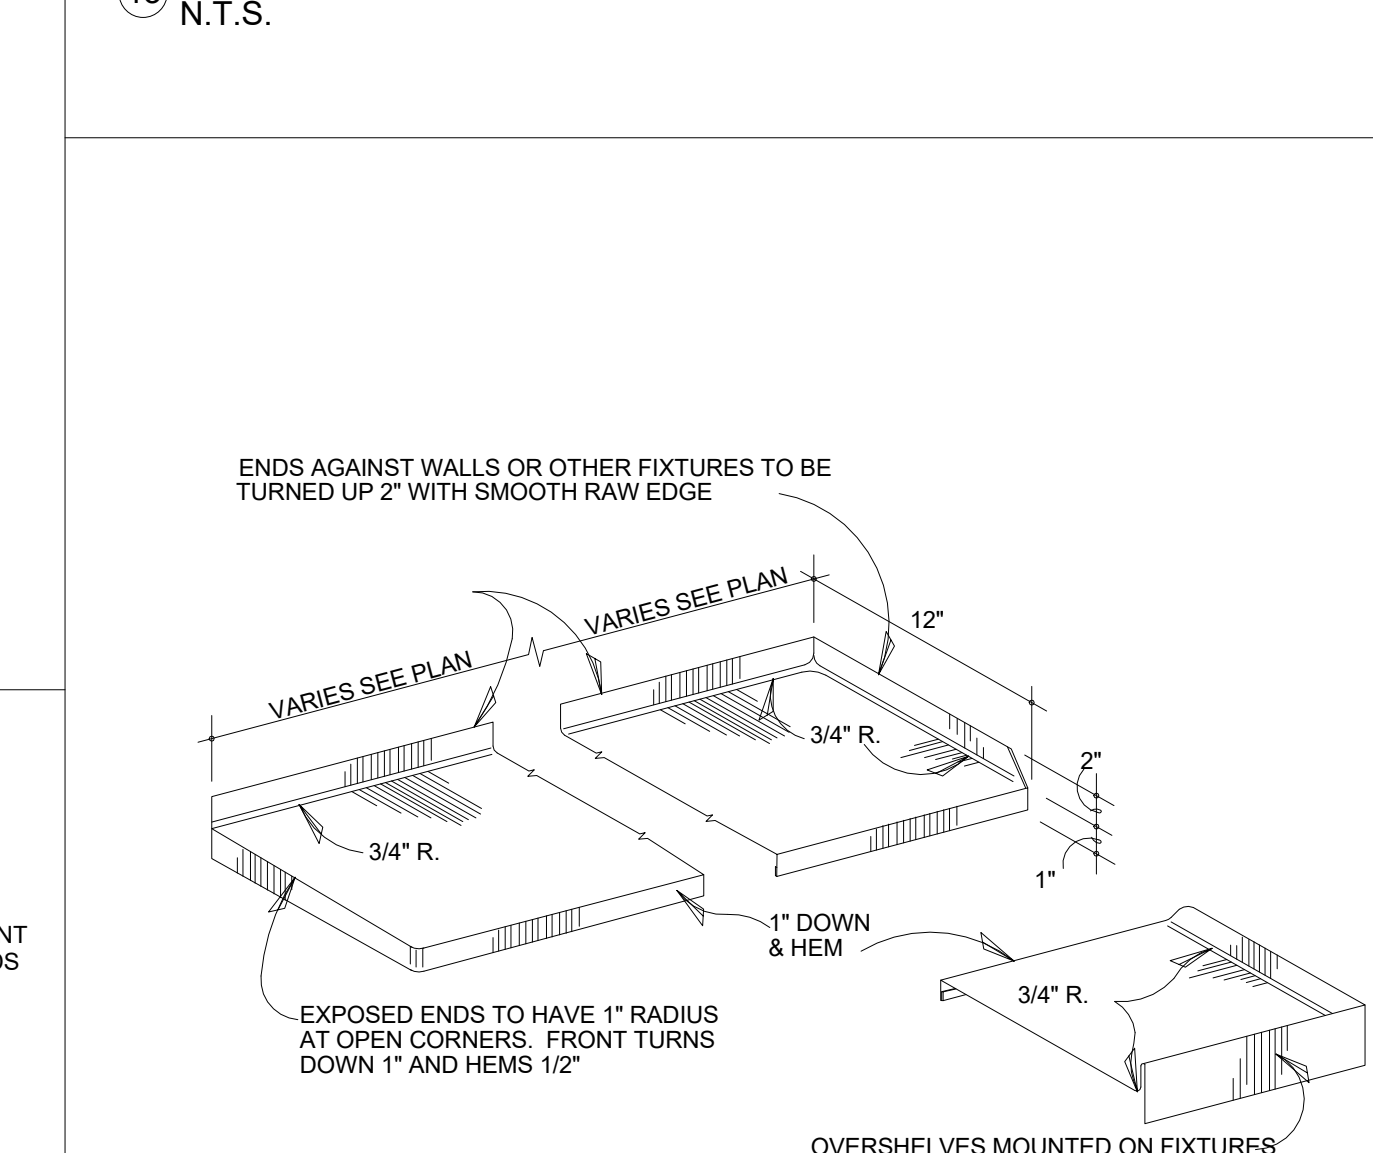 N.T.S.
ENDS AGAINST WALLS OR OTHER FIXTURES TO BE
TURNED UP 2" WITH SMOOTH RAW EDGE
VARIES SEE PLAN
12"
VARIES SEE PLAN
3/4" R.
2"
3/4" R.
1"
1" DOWN
& HEM
NT
3/4" R.
EXPOSED ENDS TO HAVE 1" RADIUS
AT OPEN CORNERS. FRONT TURNS
DOWN 1" AND HEMS 1/2"
OVERSHELVES MOUNTED ON FIXTURES